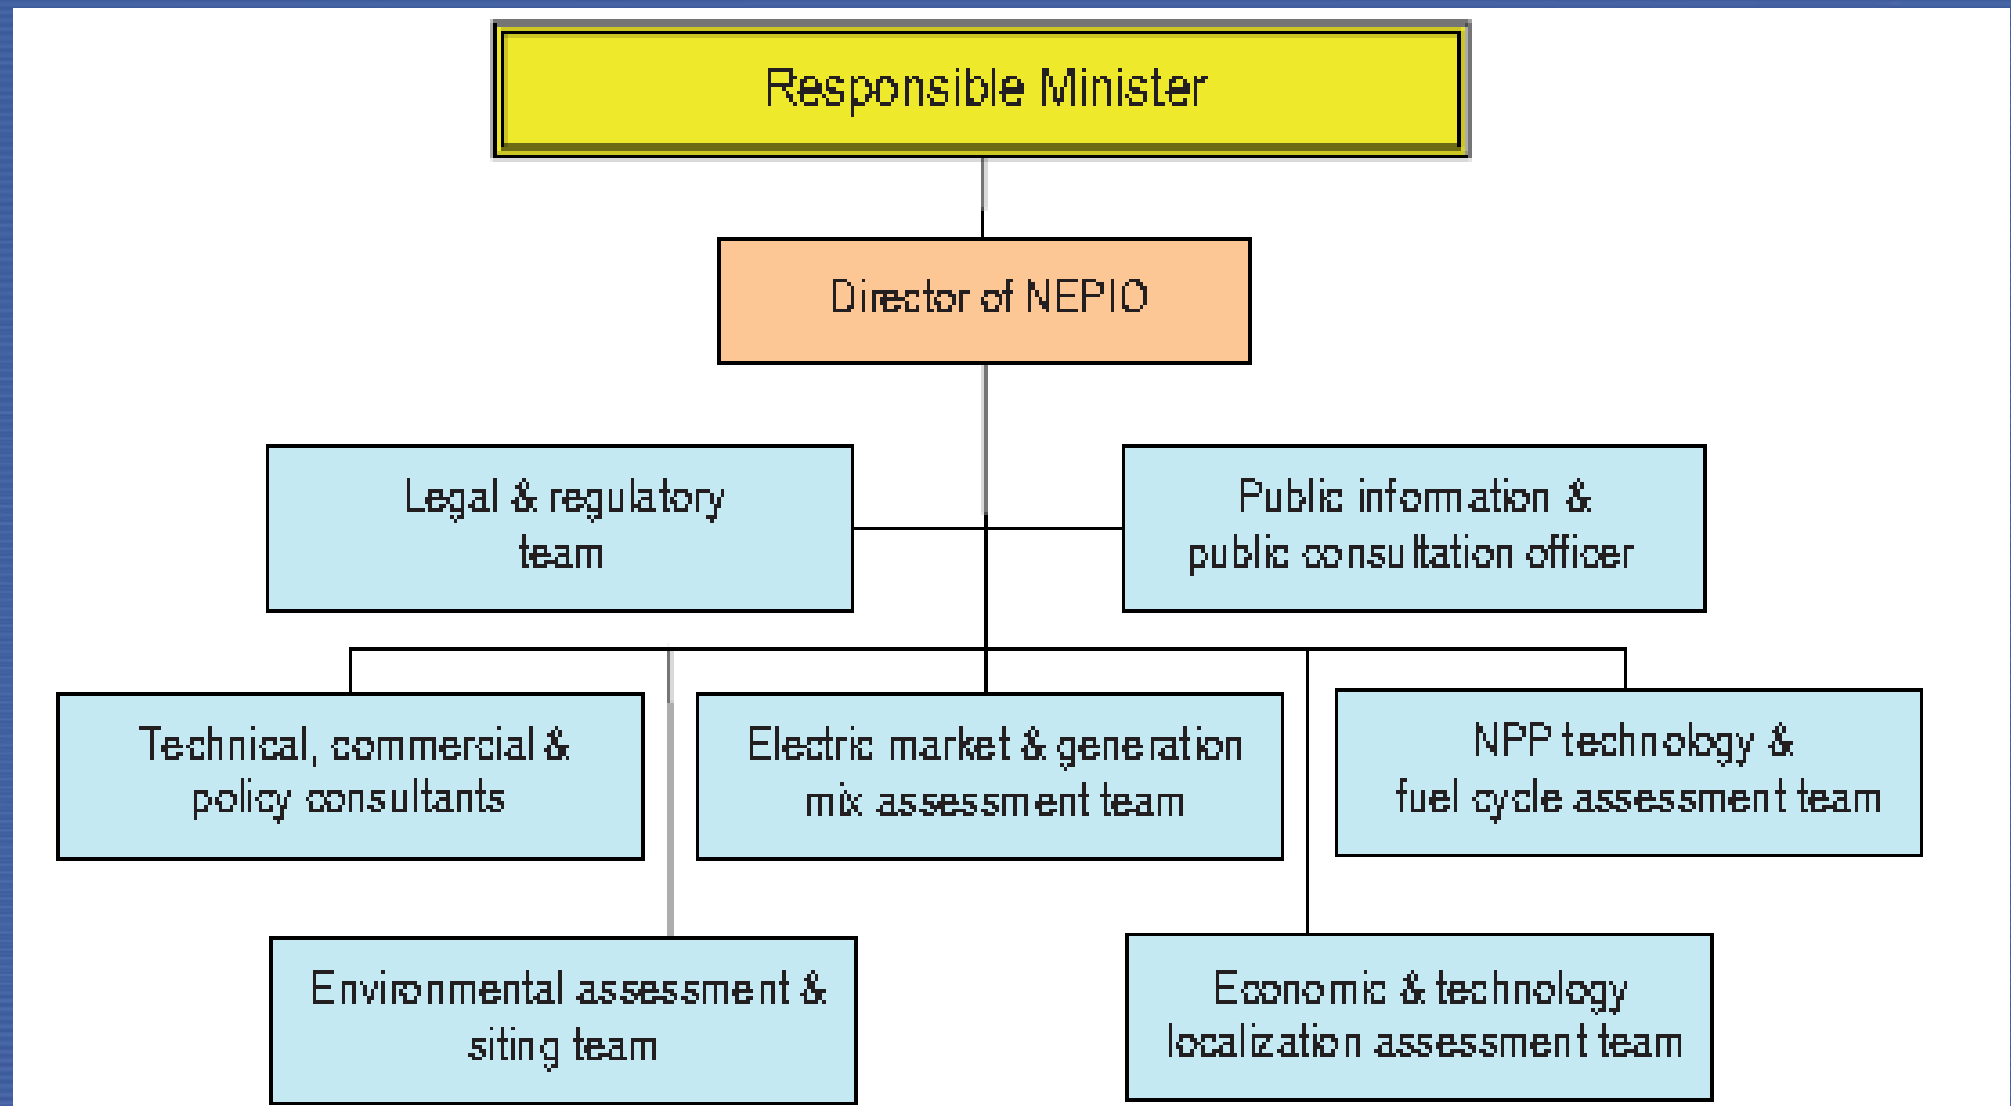 Responsible Minister
Director of NEPIO
Legal & regulatory
team
Public information &
public consultation officer
Technical, commercial &
policy consultants
Electric market & generation
mix assessment team
NPP technology &
fuel cycle assessment team
Environmental assessment &
siting team
Economic & technology
localization assessment team